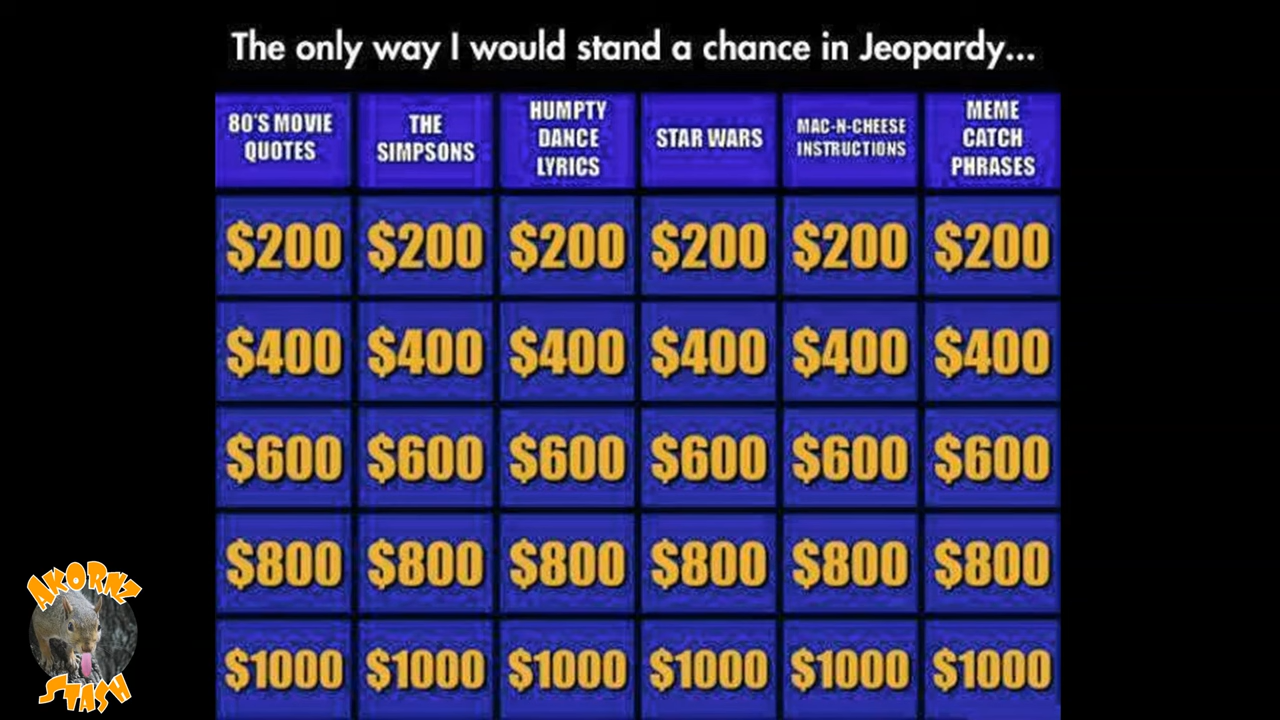 The only way I would stand a chance in Jeopardy...
80'S MOVIE
QUOTES
THE
SIMPSONS
HUMPTY
DANCE
LYRICS
STAR WARS
MAC-N-CHEESE
INSTRUCTIONS
MEME
CATCH
PHRASES
$200 $200 $200 $200 $200 $200
$400 $400 $400 $400 $400 $400
$600 $600 $600 $600 $600 $600
$800 $800 $800 $800 $800 $800
$1000 $1000 $1000 $1000 $1000 $1000
AKORNZ
STASH